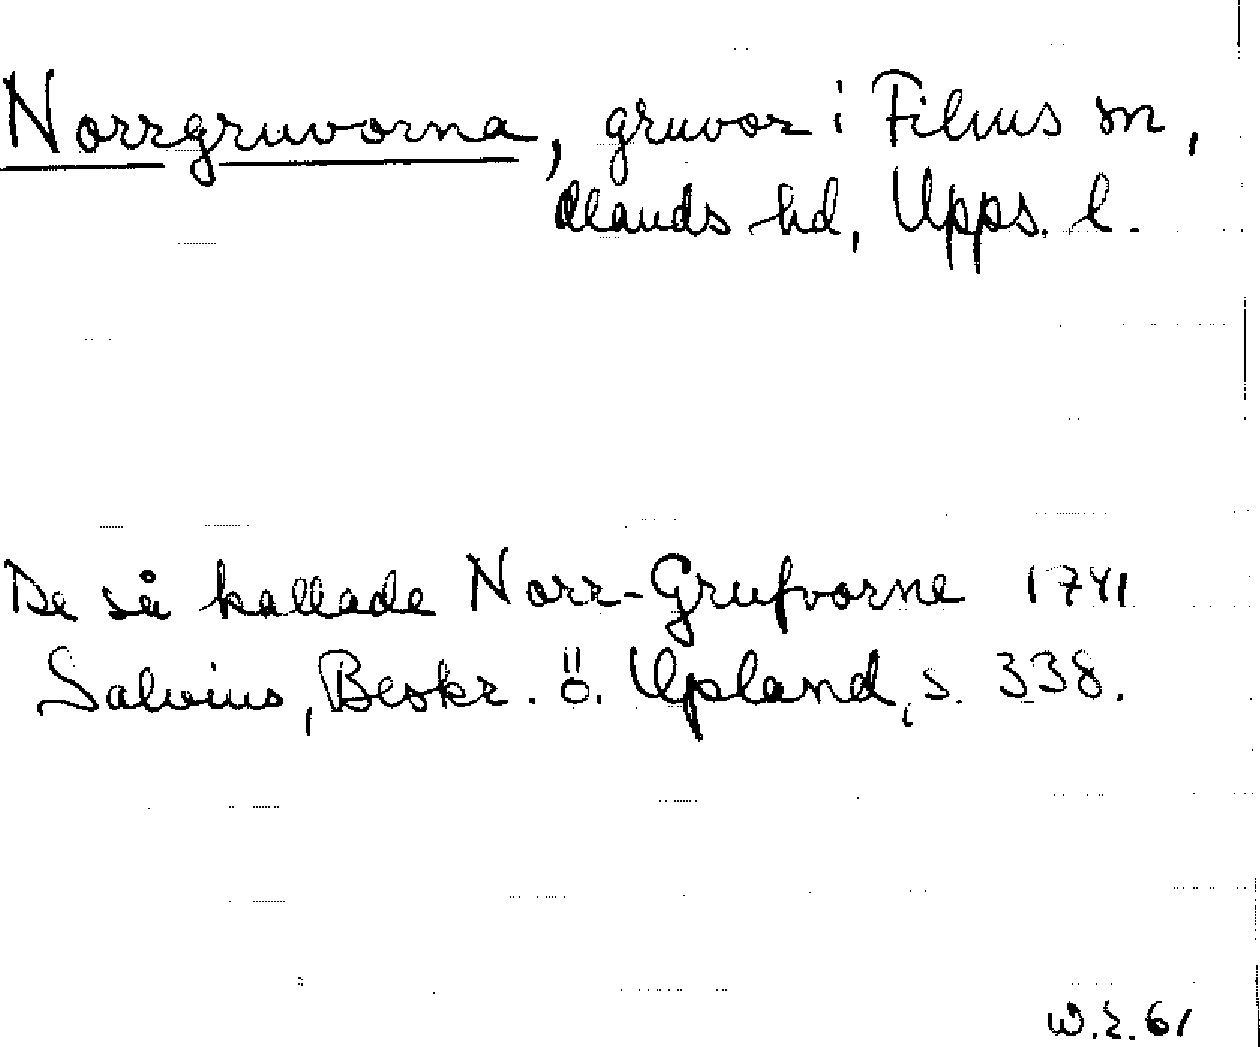 Norrgruvorna, gruvor i Films sn,
Olands hd, Upps. l.
De så kallade Norr-Grufvorne 1741
Salvius, Beskr. ö. Upland, s. 338.
W.E. 61